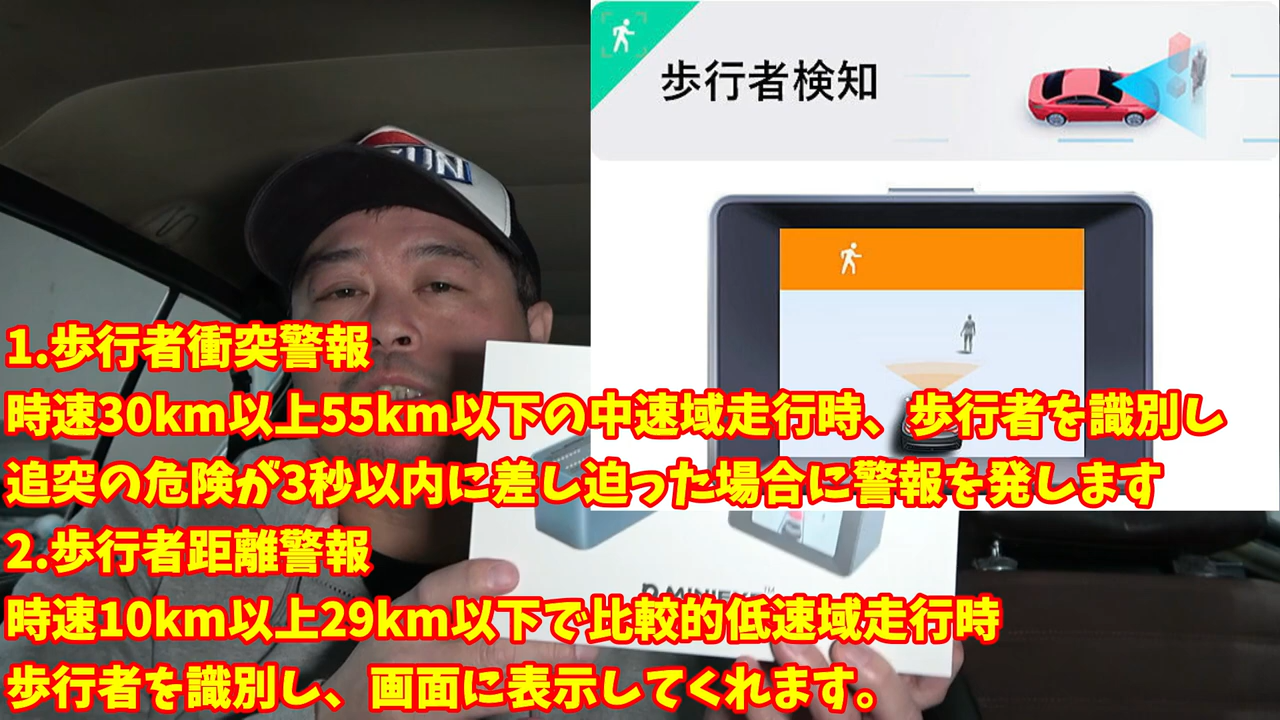 歩行者検知
1.歩行者衝突警報
時速30km以上55km以下の中速域走行時、歩行者を識別し
追突の危険が3秒以内に差し迫った場合に警報を発します
2.歩行者距離警報
時速10km以上29km以下で比較的低速域走行時
歩行者を識別し、画面に表示してくれます。